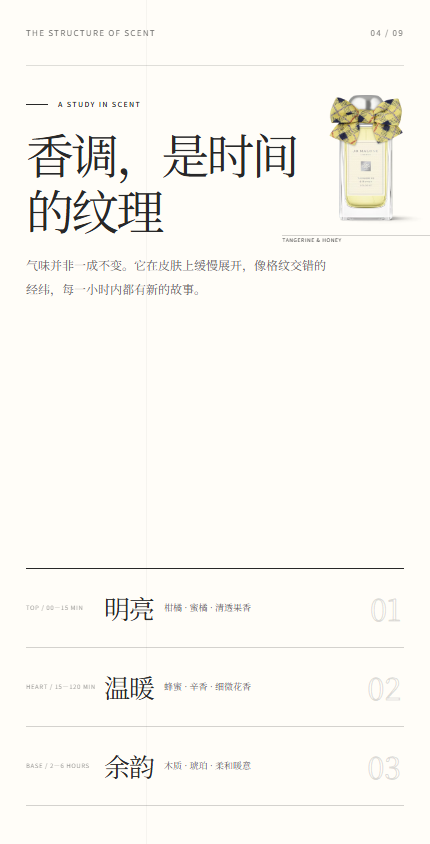 THE STRUCTURE OF SCENT
04 / 09
A STUDY IN SCENT
香调，是时间
的纹理
TANGERINE & HONEY
气味并非一成不变。它在皮肤上缓慢展开，像格纹交错的
经纬，每一小时内都有新的故事。
TOP / 00—15 MIN
明亮
柑橘 · 蜜橘 · 清透果香
01
HEART / 15—120 MIN
温暖
蜂蜜 · 辛香 · 细微花香
02
BASE / 2—6 HOURS
余韵
木质 · 琥珀 · 柔和暖意
03